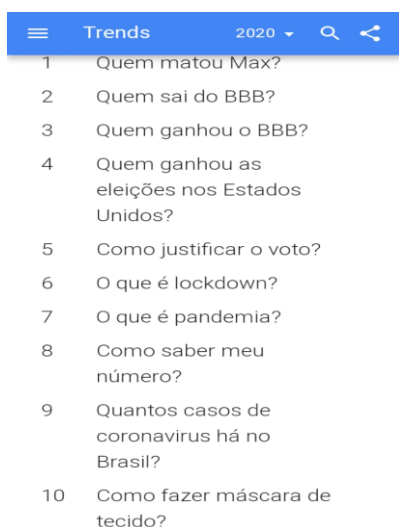 Trends 2020
1 Quem matou Max?
2 Quem sai do BBB?
3 Quem ganhou o BBB?
4 Quem ganhou as
eleições nos Estados
Unidos?
5 Como justificar o voto?
6 O que é lockdown?
7 O que é pandemia?
8 Como saber meu
número?
9 Quantos casos de
coronavirus há no
Brasil?
10 Como fazer máscara de
tecido?